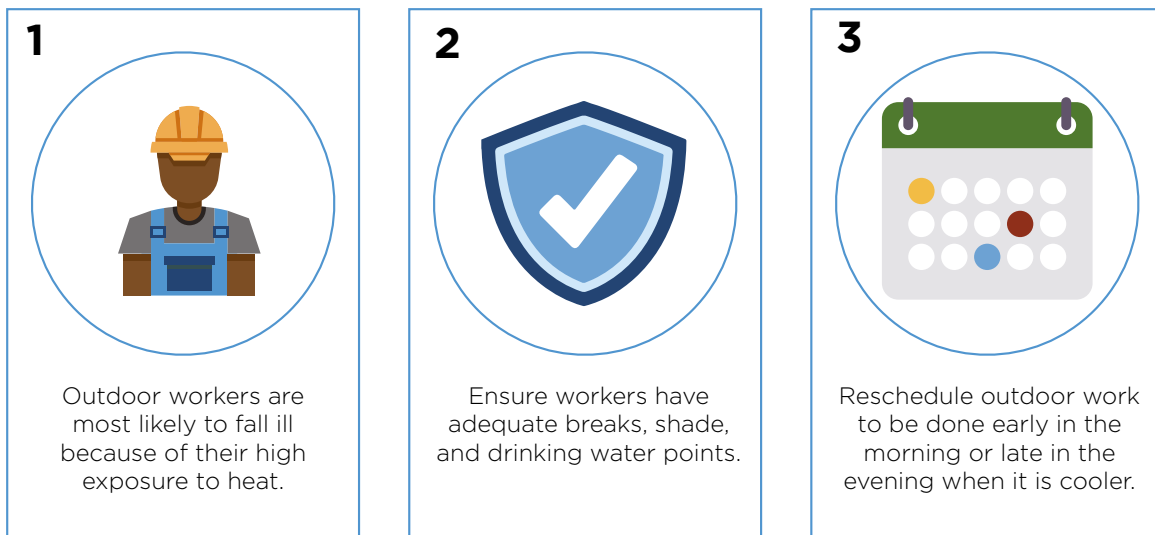 1
Outdoor workers are
most likely to fall ill
because of their high
exposure to heat.
2
Ensure workers have
adequate breaks, shade,
and drinking water points.
3
Reschedule outdoor work
to be done early in the
morning or late in the
evening when it is cooler.